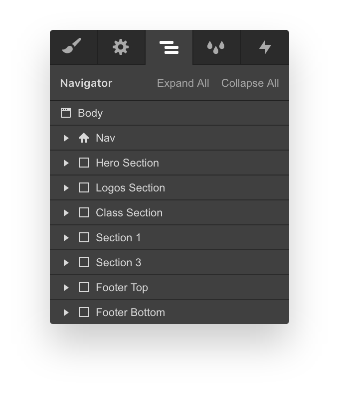 Navigator Expand All Collapse All
Body
Nav
Hero Section
Logos Section
Class Section
Section 1
Section 3
Footer Top
Footer Bottom